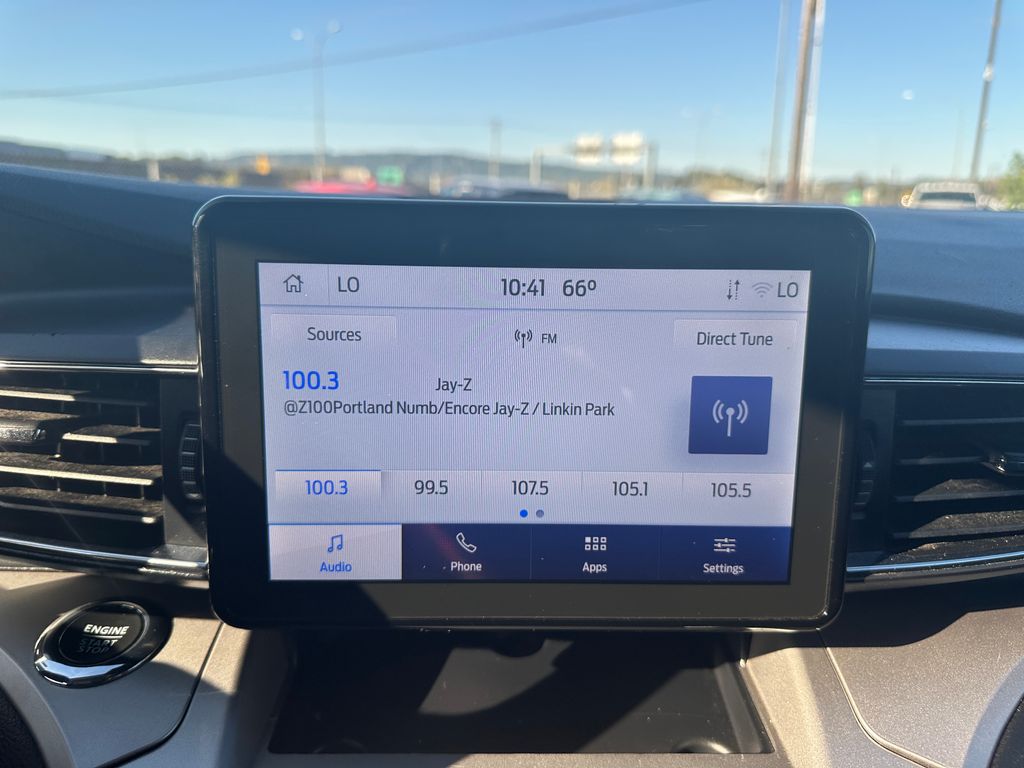 LO 10:41 66º LO
Sources FM Direct Tune
100.3 Jay-Z
@Z100Portland Numb/Encore Jay-Z / Linkin Park
100.3 99.5 107.5 105.1 105.5
Audio Phone Apps Settings
ENGINE
START
STOP